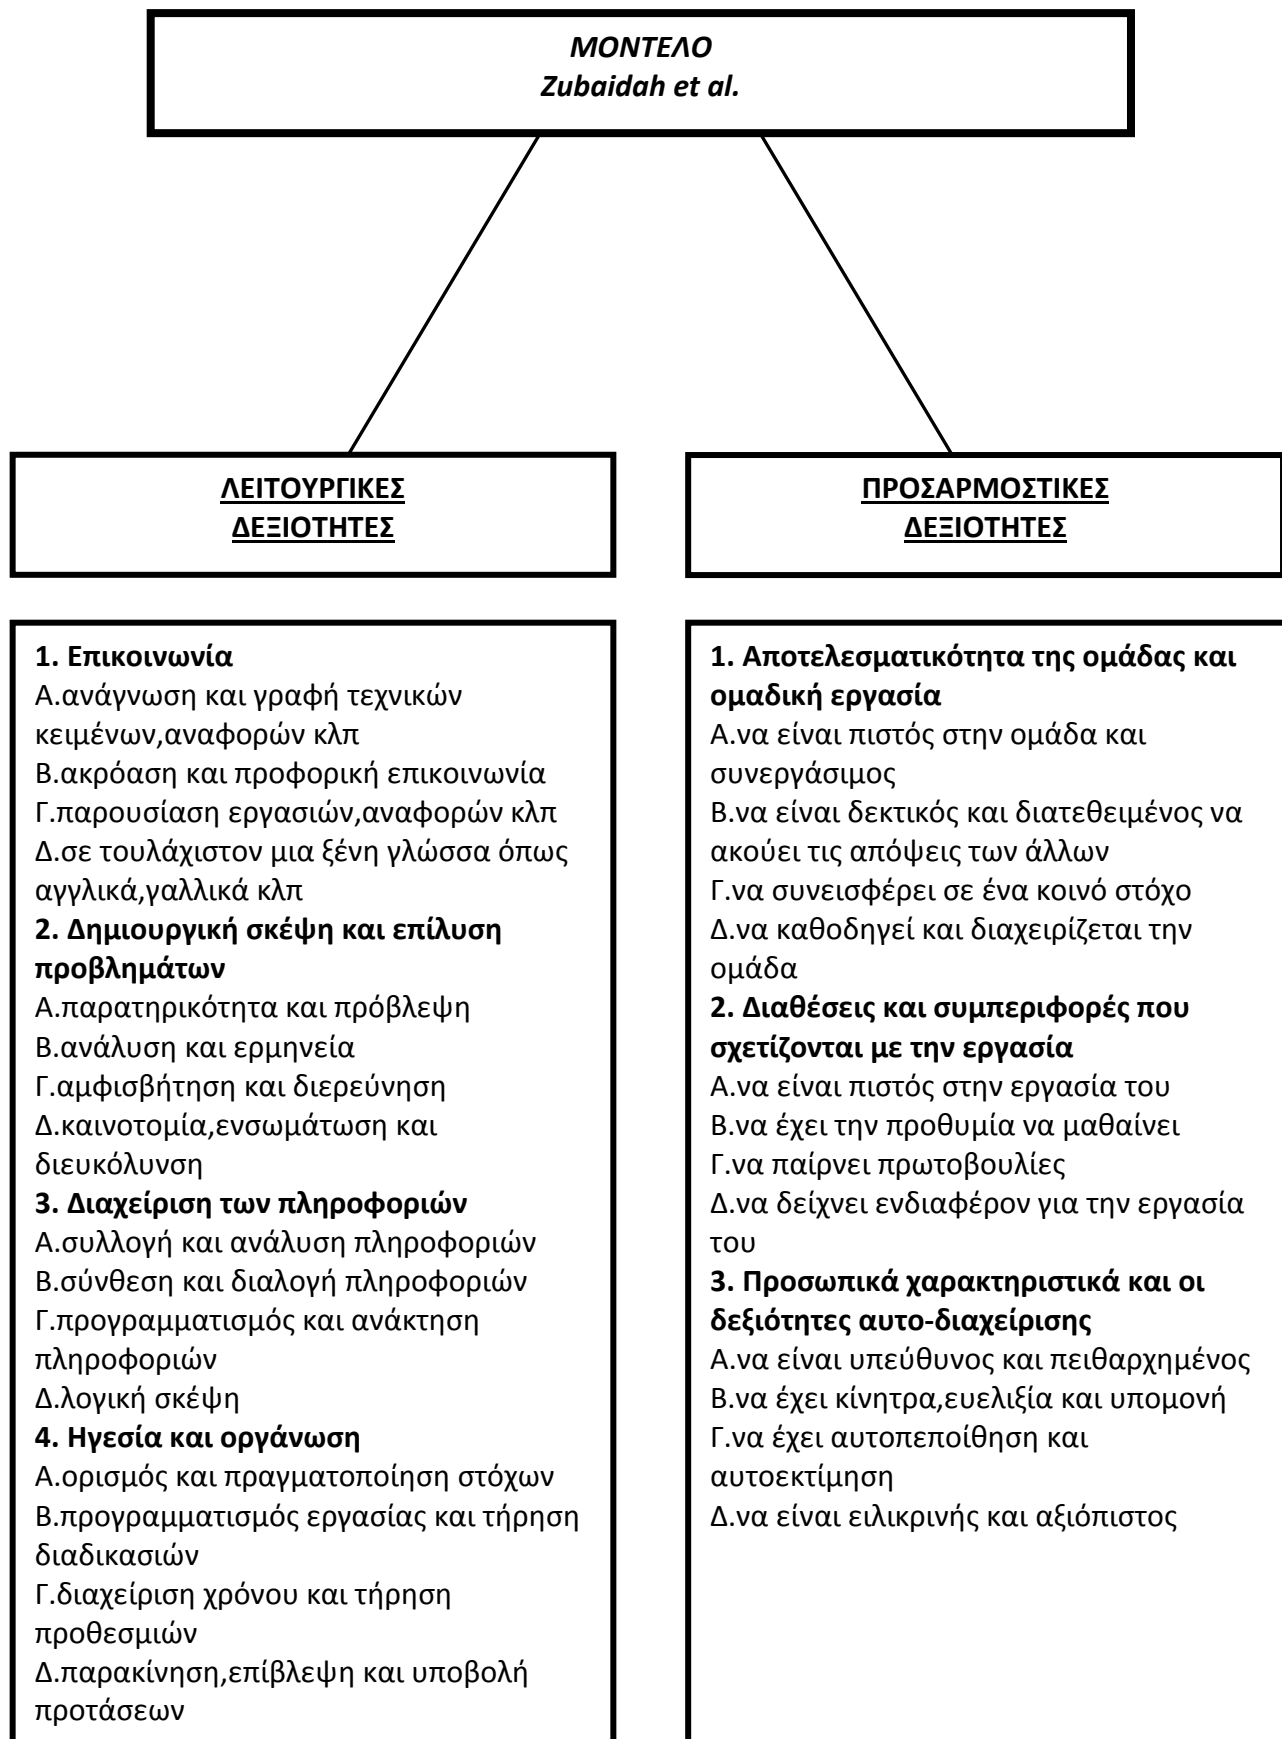 ΜΟΝΤΕΛΟ
Zubaidah et al.
ΛΕΙΤΟΥΡΓΙΚΕΣ
ΔΕΞΙΟΤΗΤΕΣ
1. Επικοινωνία
Α.ανάγνωση και γραφή τεχνικών
κειμένων,αναφορών κλπ
Β.ακρόαση και προφορική επικοινωνία
Γ.παρουσίαση εργασιών,αναφορών κλπ
Δ.σε τουλάχιστον μια ξένη γλώσσα όπως
αγγλικά,γαλλικά κλπ
2. Δημιουργική σκέψη και επίλυση
προβλημάτων
Α.παρατηρικότητα και πρόβλεψη
Β.ανάλυση και ερμηνεία
Γ.αμφισβήτηση και διερεύνηση
Δ.καινοτομία,ενσωμάτωση και
διευκόλυνση
3. Διαχείριση των πληροφοριών
Α.συλλογή και ανάλυση πληροφοριών
Β.σύνθεση και διαλογή πληροφοριών
Γ.προγραμματισμός και ανάκτηση
πληροφοριών
Δ.λογική σκέψη
4. Ηγεσία και οργάνωση
Α.ορισμός και πραγματοποίηση στόχων
Β.προγραμματισμός εργασίας και τήρηση
διαδικασιών
Γ.διαχείριση χρόνου και τήρηση
προθεσμιών
Δ.παρακίνηση,επίβλεψη και υποβολή
προτάσεων
ΠΡΟΣΑΡΜΟΣΤΙΚΕΣ
ΔΕΞΙΟΤΗΤΕΣ
1. Αποτελεσματικότητα της ομάδας και
ομαδική εργασία
Α.να είναι πιστός στην ομάδα και
συνεργάσιμος
Β.να είναι δεκτικός και διατεθειμένος να
ακούει τις απόψεις των άλλων
Γ.να συνεισφέρει σε ένα κοινό στόχο
Δ.να καθοδηγεί και διαχειρίζεται την
ομάδα
2. Διαθέσεις και συμπεριφορές που
σχετίζονται με την εργασία
Α.να είναι πιστός στην εργασία του
Β.να έχει την προθυμία να μαθαίνει
Γ.να παίρνει πρωτοβουλίες
Δ.να δείχνει ενδιαφέρον για την εργασία
του
3. Προσωπικά χαρακτηριστικά και οι
δεξιότητες αυτο-διαχείρισης
Α.να είναι υπεύθυνος και πειθαρχημένος
Β.να έχει κίνητρα,ευελιξία και υπομονή
Γ.να έχει αυτοπεποίθηση και
αυτοεκτίμηση
Δ.να είναι ειλικρινής και αξιόπιστος